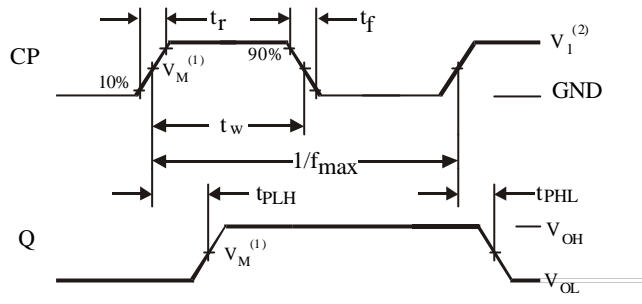 t_r t_f
CP 10% V_M^(1) 90% V_1^(2)
GND
t_w
1/f_max
t_PLH t_PHL
Q V_M^(1) V_OH
V_OL